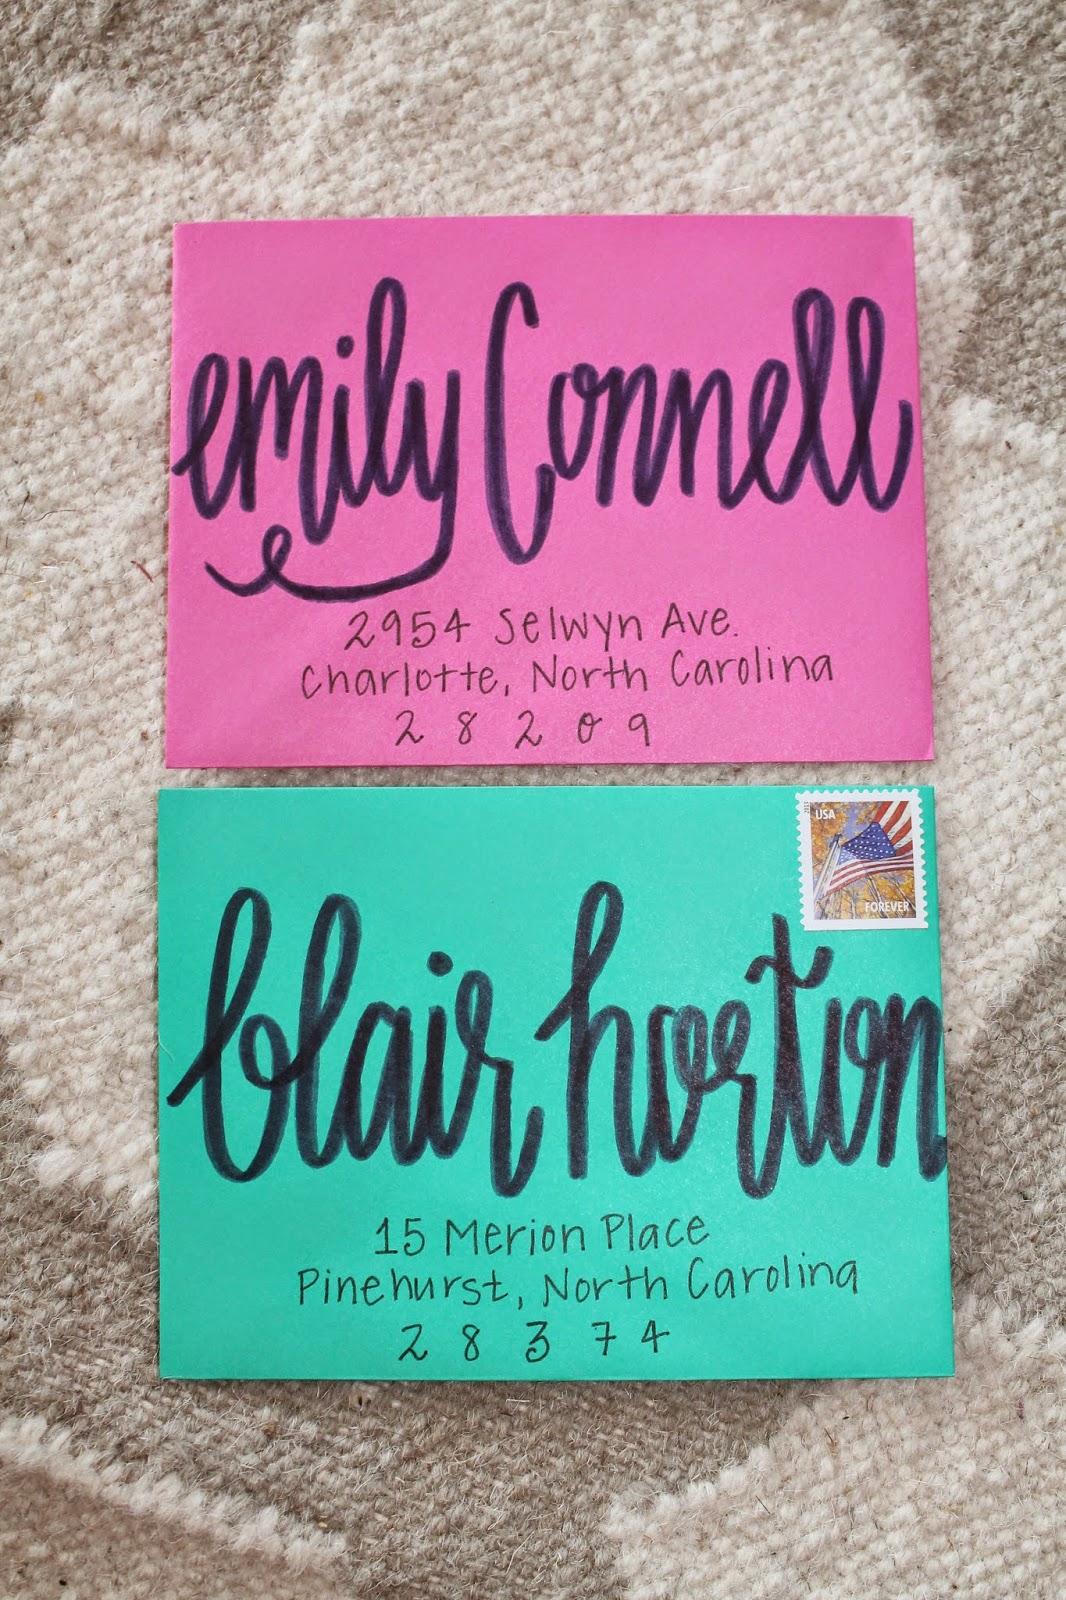 emily Connell
2954 Selwyn Ave.
Charlotte, North Carolina
28209
2013
USA
FOREVER
blair horton
15 Merion Place
Pinehurst, North Carolina
28374